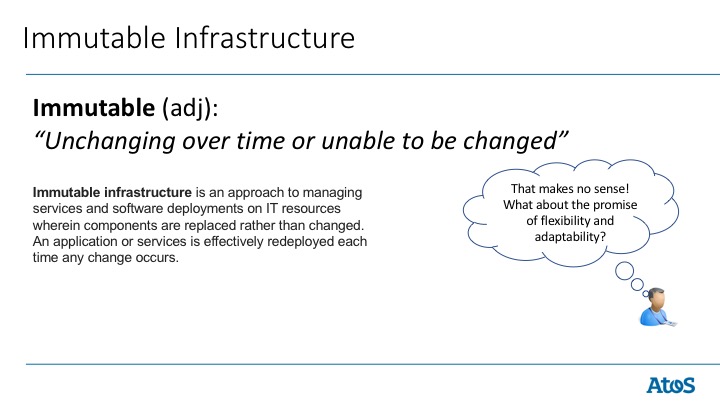 Immutable Infrastructure
Immutable (adj):
“Unchanging over time or unable to be changed”
Immutable infrastructure is an approach to managing
services and software deployments on IT resources
wherein components are replaced rather than changed.
An application or services is effectively redeployed each
time any change occurs.
That makes no sense!
What about the promise
of flexibility and
adaptability?
Atos